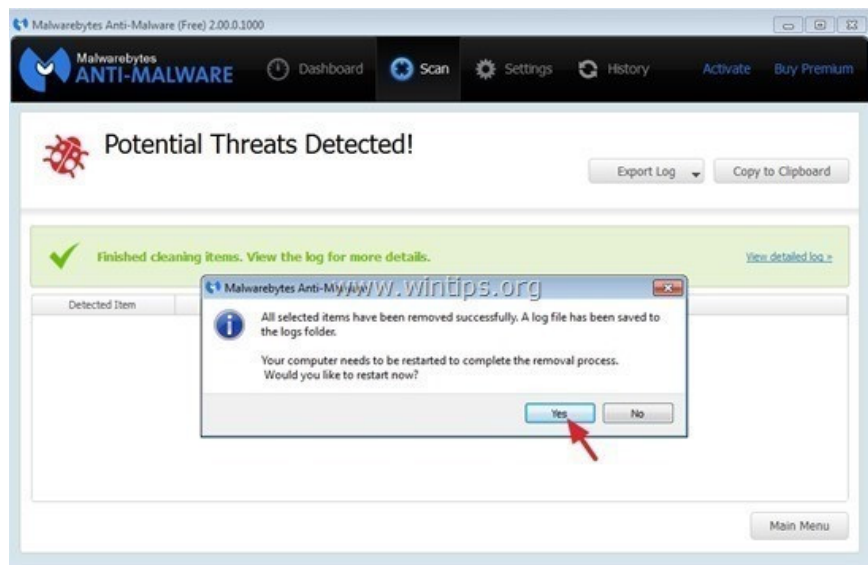 Malwarebytes Anti-Malware (Free) 2.00.0.1000
Malwarebytes
ANTI-MALWARE
Dashboard
Scan
Settings
History
Activate
Buy Premium
Potential Threats Detected!
Export Log
Copy to Clipboard
Finished cleaning items. View the log for more details.
View detailed log »
Detected Item
Malwarebytes Anti-Malware
www.wintips.org
All selected items have been removed successfully. A log file has been saved to
the logs folder.
Your computer needs to be restarted to complete the removal process.
Would you like to restart now?
Yes
No
Main Menu